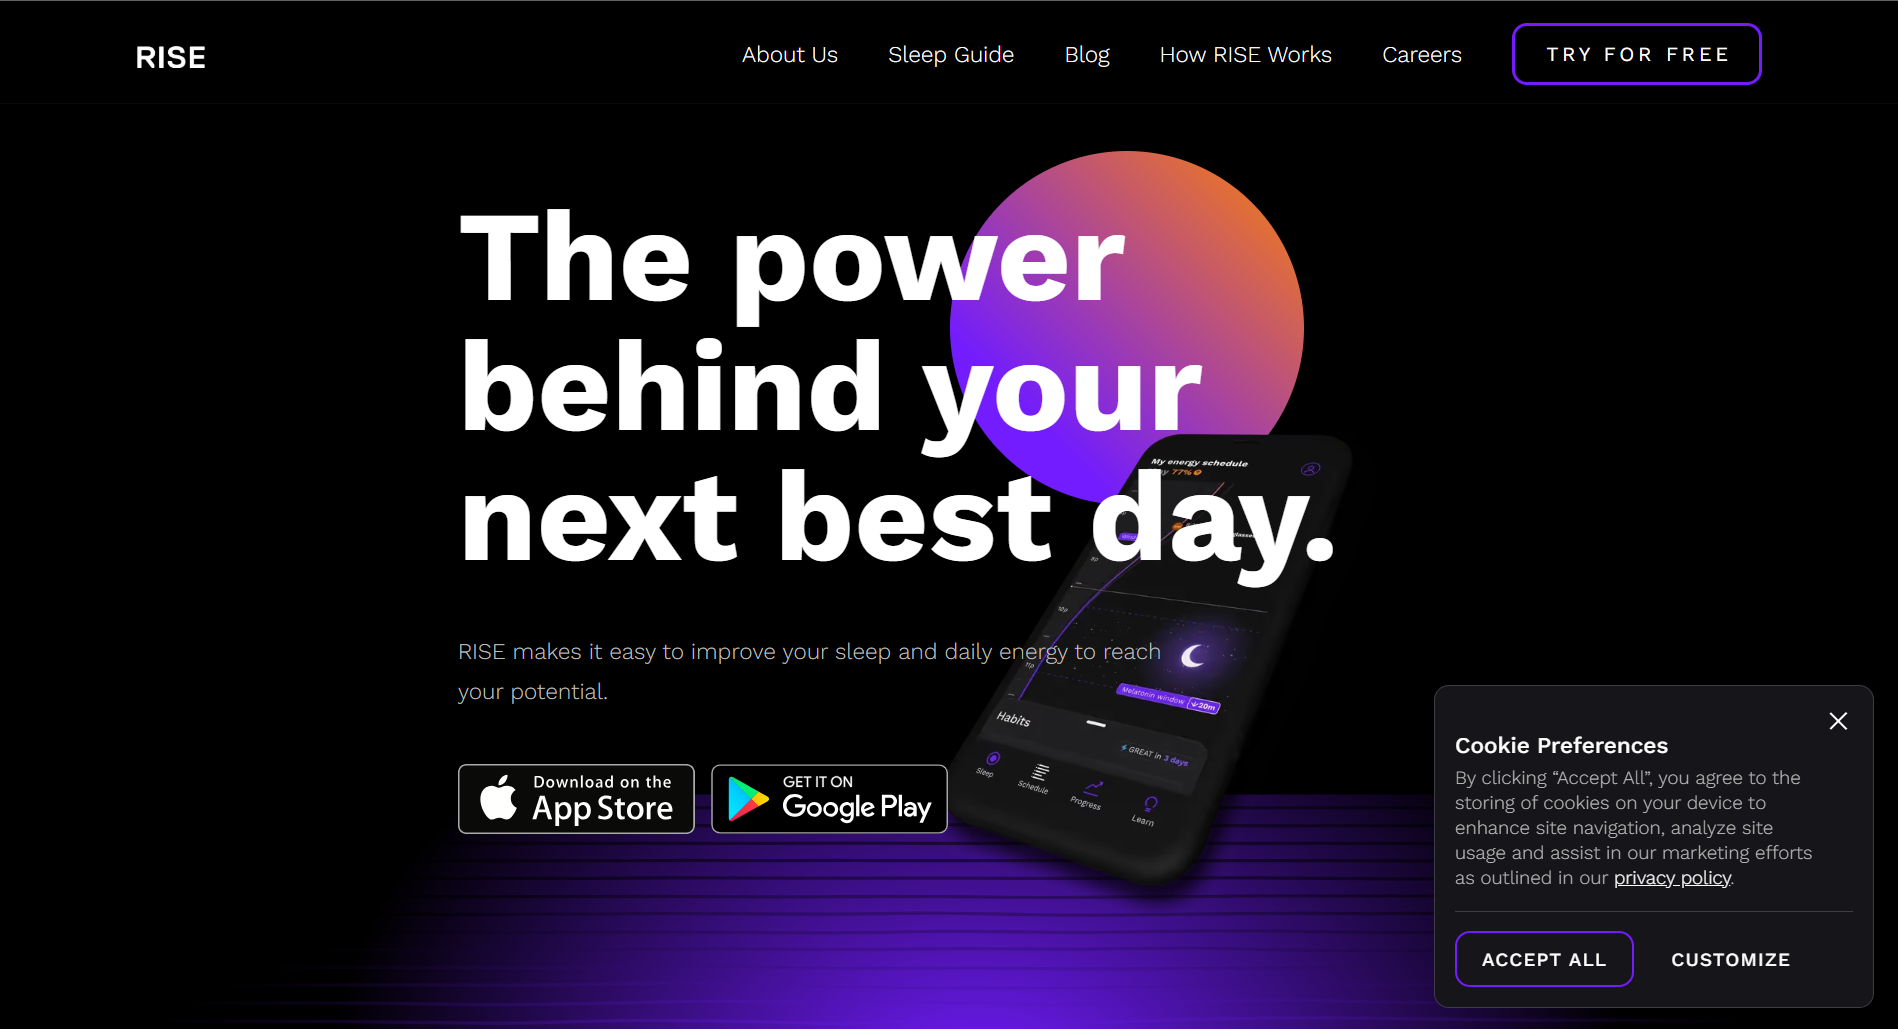 RISE
About Us
Sleep Guide
Blog
How RISE Works
Careers
TRY FOR FREE
The power
behind your
next best day.
RISE makes it easy to improve your sleep and daily energy to reach
your potential.
Download on the
App Store
GET IT ON
Google Play
My energy schedule
77%
10p
11p
Melatonin window
20m
Habits
GREAT in 3 days
Sleep
Schedule
Progress
Learn
Cookie Preferences
By clicking “Accept All”, you agree to the
storing of cookies on your device to
enhance site navigation, analyze site
usage and assist in our marketing efforts
as outlined in our privacy policy.
ACCEPT ALL
CUSTOMIZE